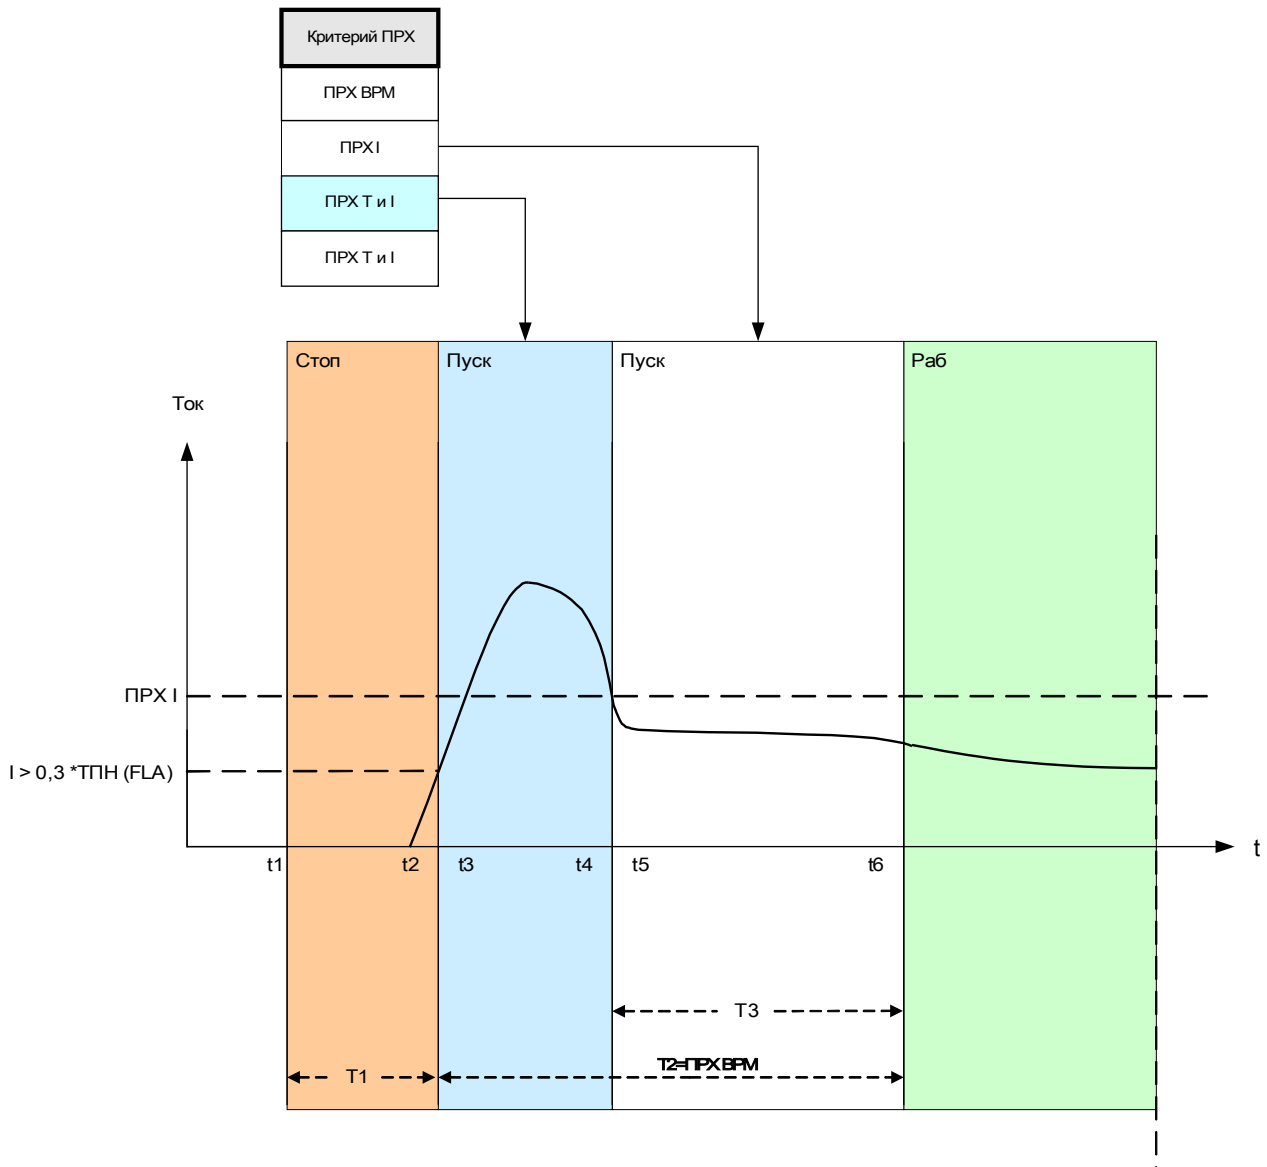 Критерий ПРХ
ПРХ ВРМ
ПРХ I
ПРХ Т и I
ПРХ Т и I
Стоп
Пуск
Пуск
Раб
Ток
ПРХ I
I > 0,3 *ТПН (FLA)
t1
t2
t3
t4
t5
t6
t
T3
T2=ПРХ ВРМ
T1